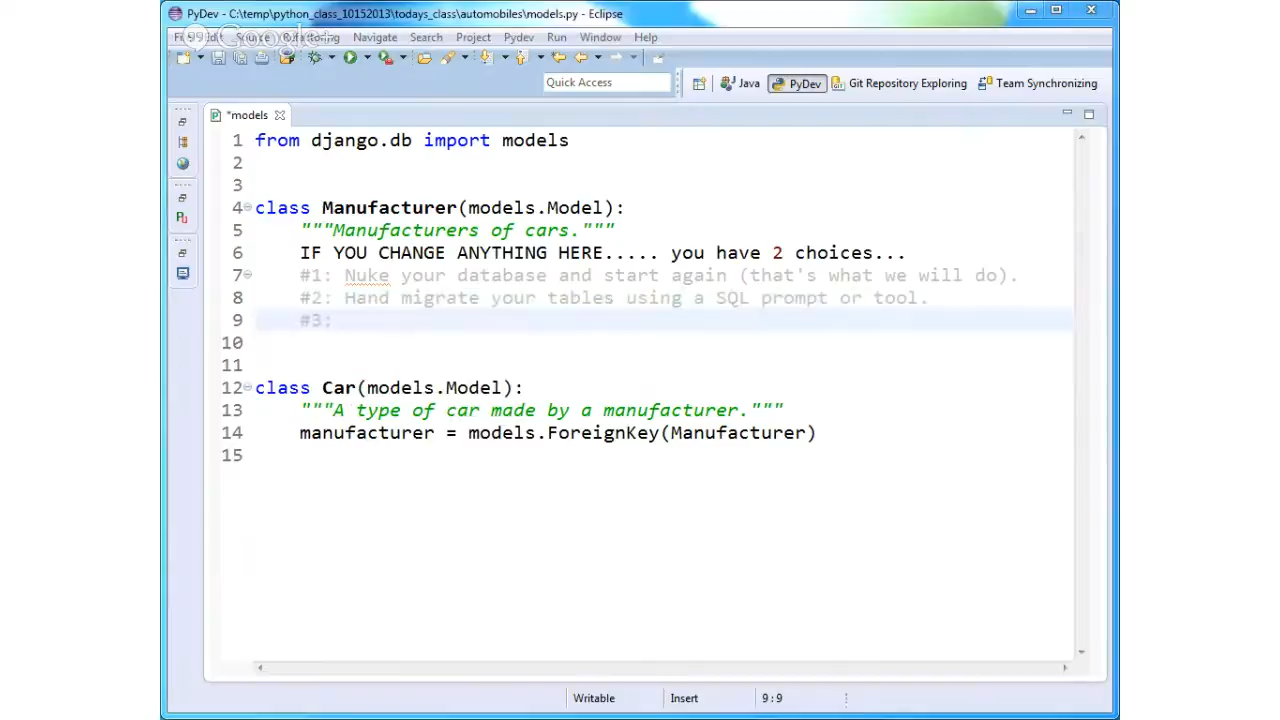 PyDev - C:\temp\python_class_10152013\todays_class\automobiles\models.py - Eclipse
File Edit Source Refactoring Navigate Search Project Pydev Run Window Help
Google+
Quick Access
Java PyDev Git Repository Exploring Team Synchronizing
*models
1 from django.db import models
2
3
4 class Manufacturer(models.Model):
5 """Manufacturers of cars."""
6 IF YOU CHANGE ANYTHING HERE..... you have 2 choices...
7 #1: Nuke your database and start again (that's what we will do).
8 #2: Hand migrate your tables using a SQL prompt or tool.
9 #3:
10
11
12 class Car(models.Model):
13 """A type of car made by a manufacturer."""
14 manufacturer = models.ForeignKey(Manufacturer)
15
Writable Insert 9:9